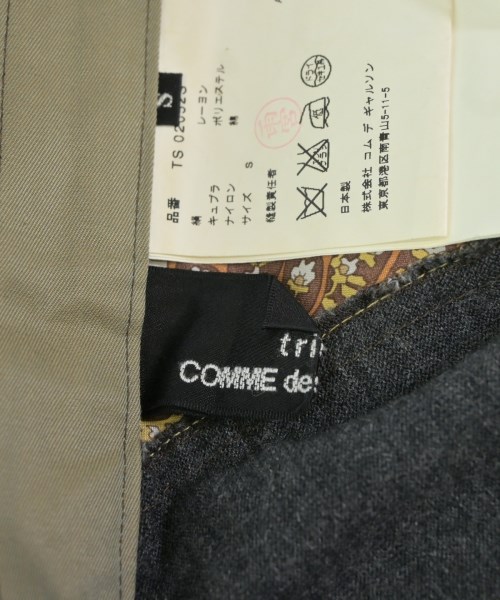 S
品番 TS 020323
綿 レーヨン
キュプラ ポリエステル
ナイロン 綿
サイズ S
縫製責任者
日本製
株式会社 コム デ ギャルソン
東京都港区南青山5-11-5
tri
COMME des